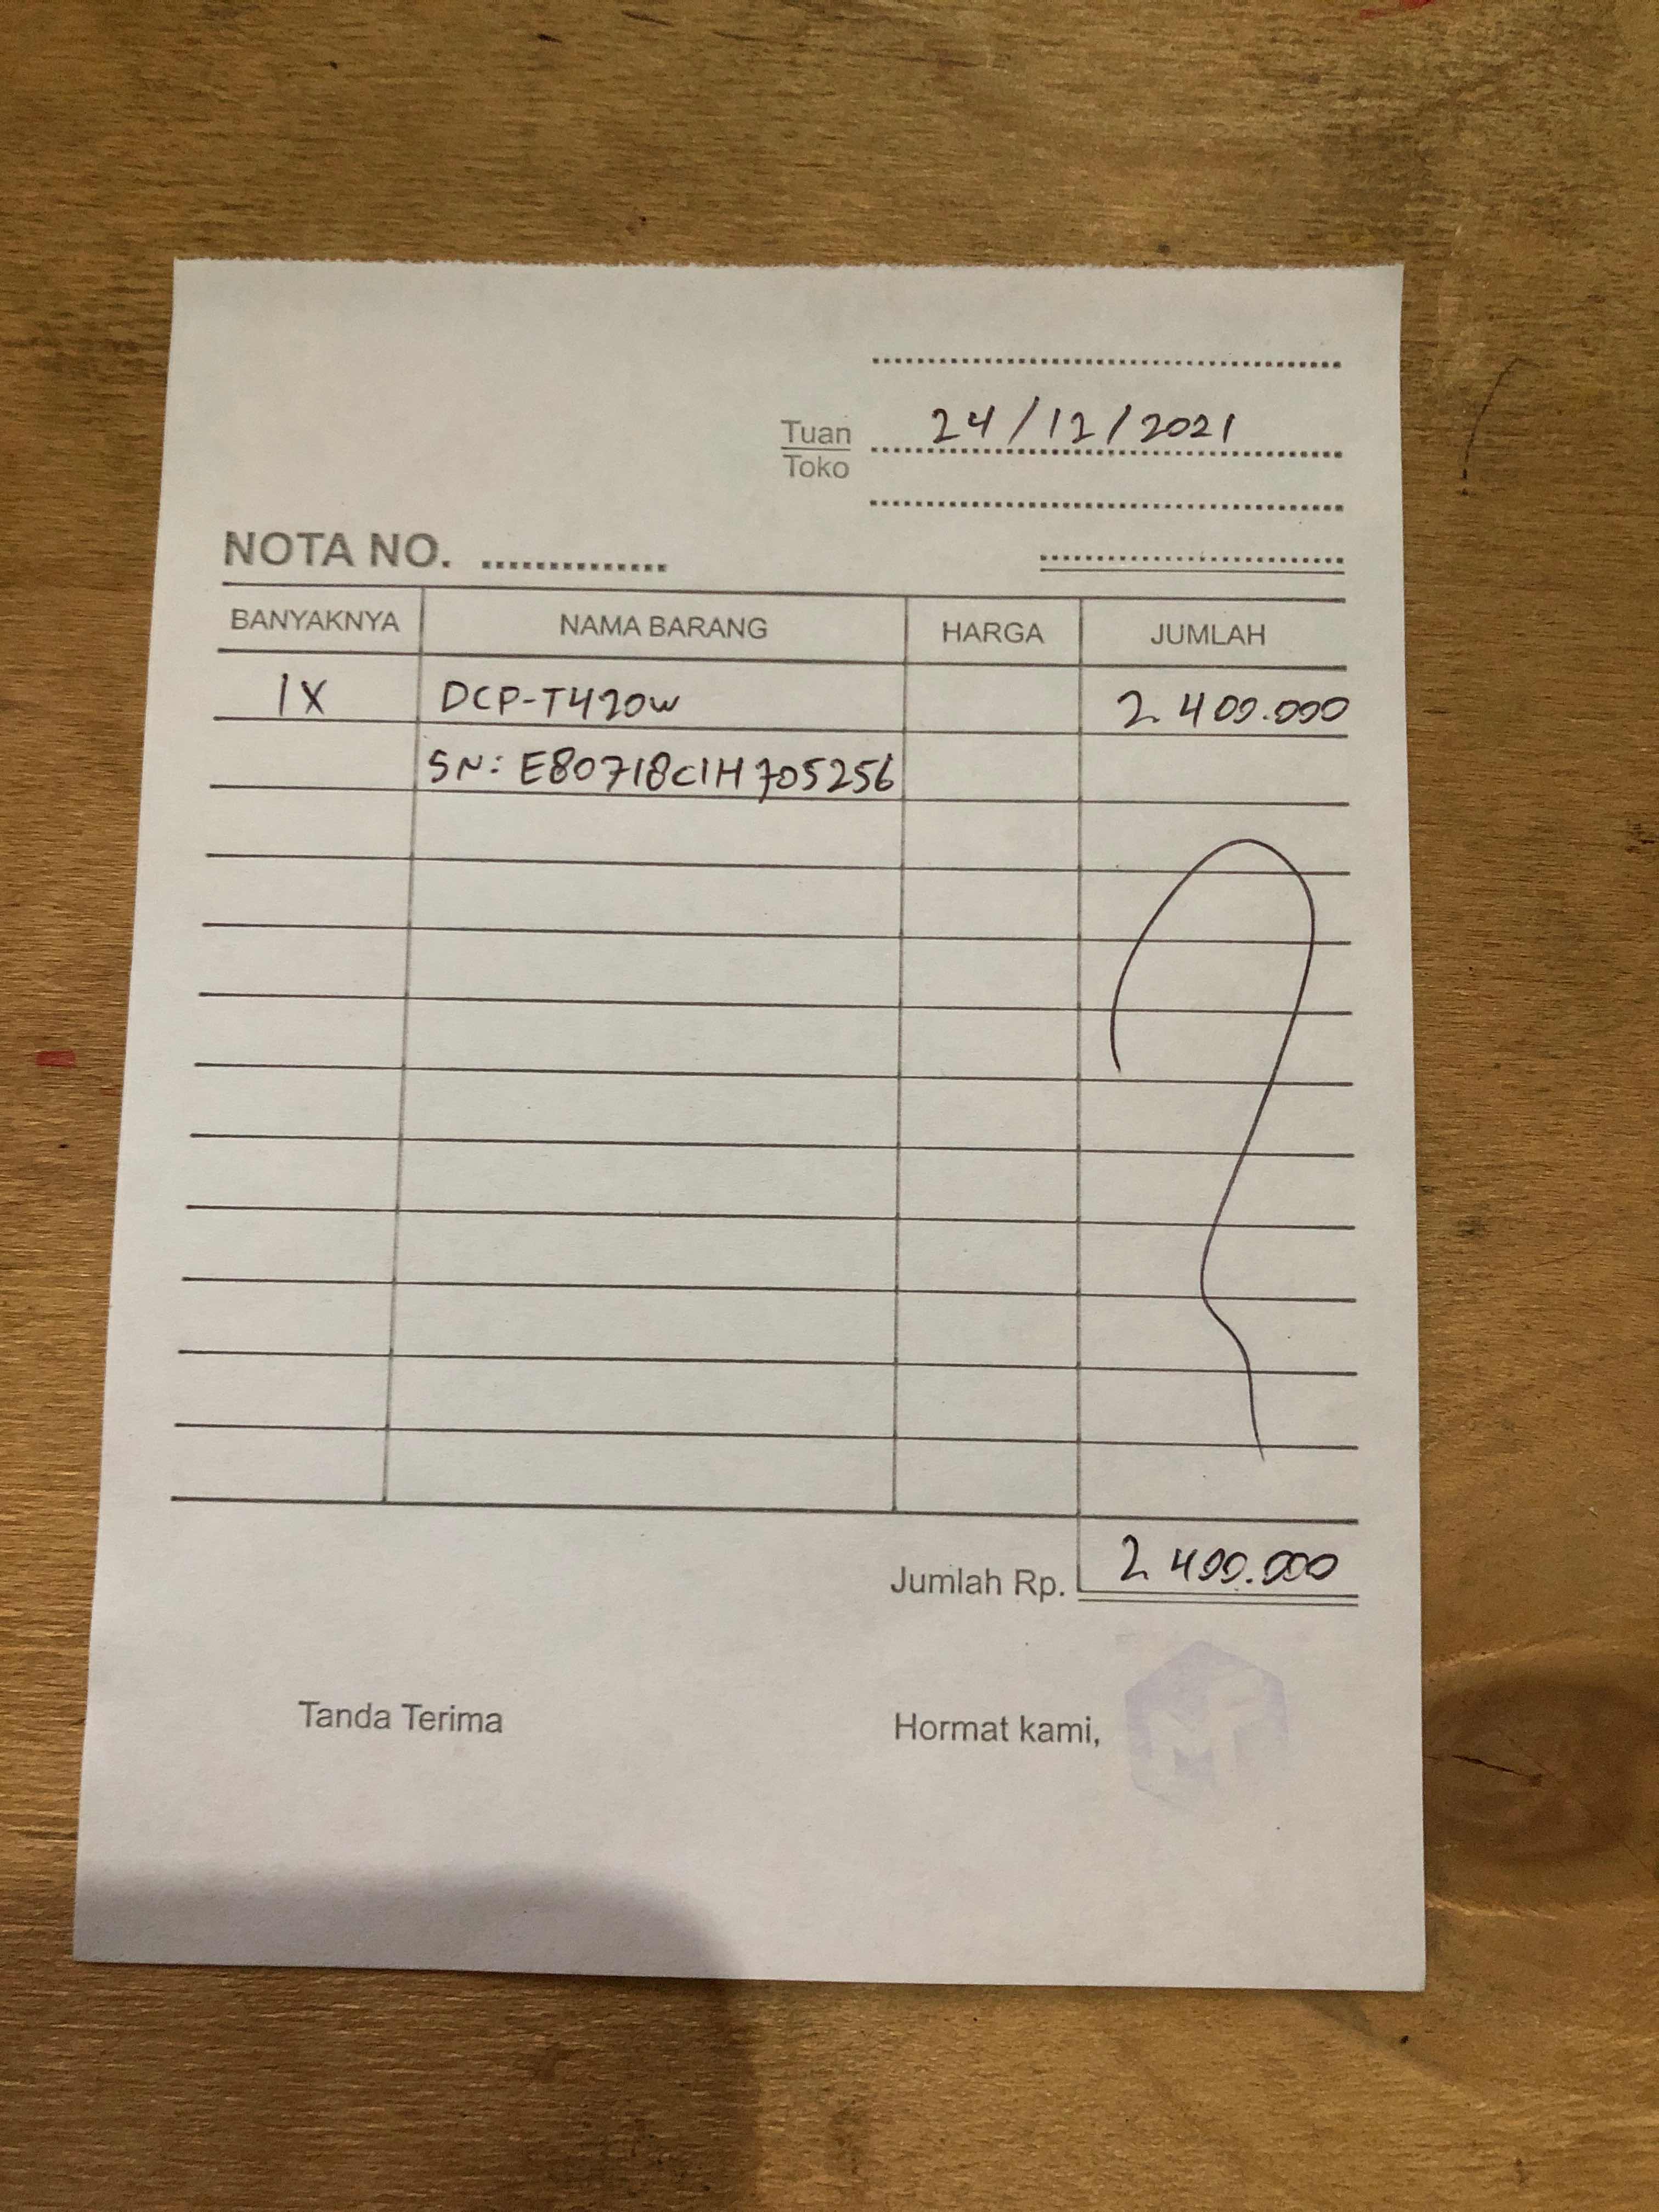 24/12/2021
Tuan
Toko
NOTA NO.
BANYAKNYA NAMA BARANG HARGA JUMLAH
1X DCP-T420W 2.400.000
SN: E80718C1H705256
Jumlah Rp. 2.400.000
Tanda Terima Hormat kami,